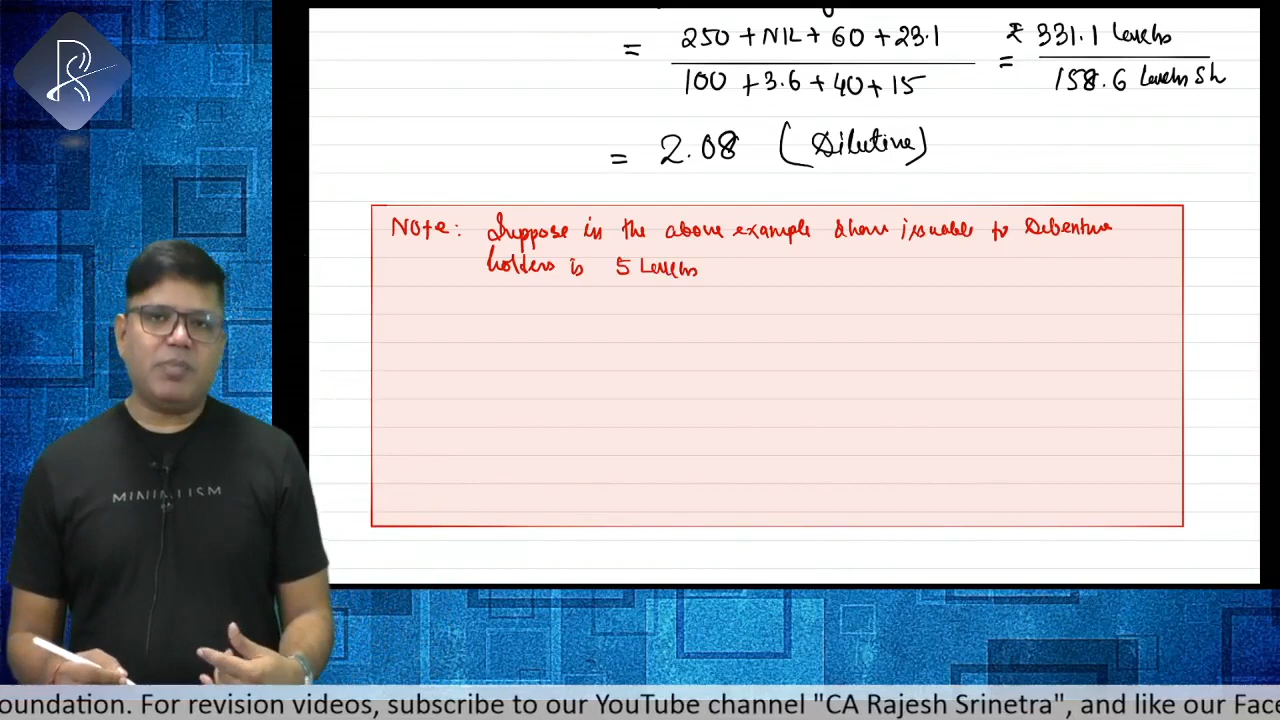 = 250 + NIL + 60 + 23.1 / 100 + 3.6 + 40 + 15 = ₹ 331.1 Lakhs / 158.6 Lakhs Sh
= 2.08 (Dilutive)
Note: Suppose in the above example share issuable to Debenture
holders is 5 Lakhs
MINIMALISM
oundation. For revision videos, subscribe to our YouTube channel "CA Rajesh Srinetra", and like our Face